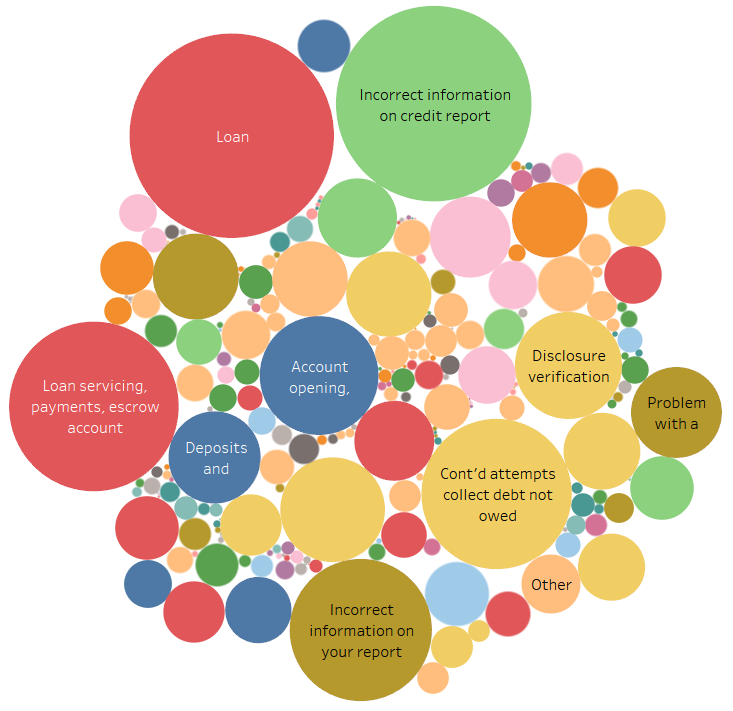 Loan
Incorrect information
on credit report
Loan servicing,
payments, escrow
account
Account
opening,
Disclosure
verification
Problem
with a
Deposits
and
Cont'd attempts
collect debt not
owed
Other
Incorrect
information on
your report